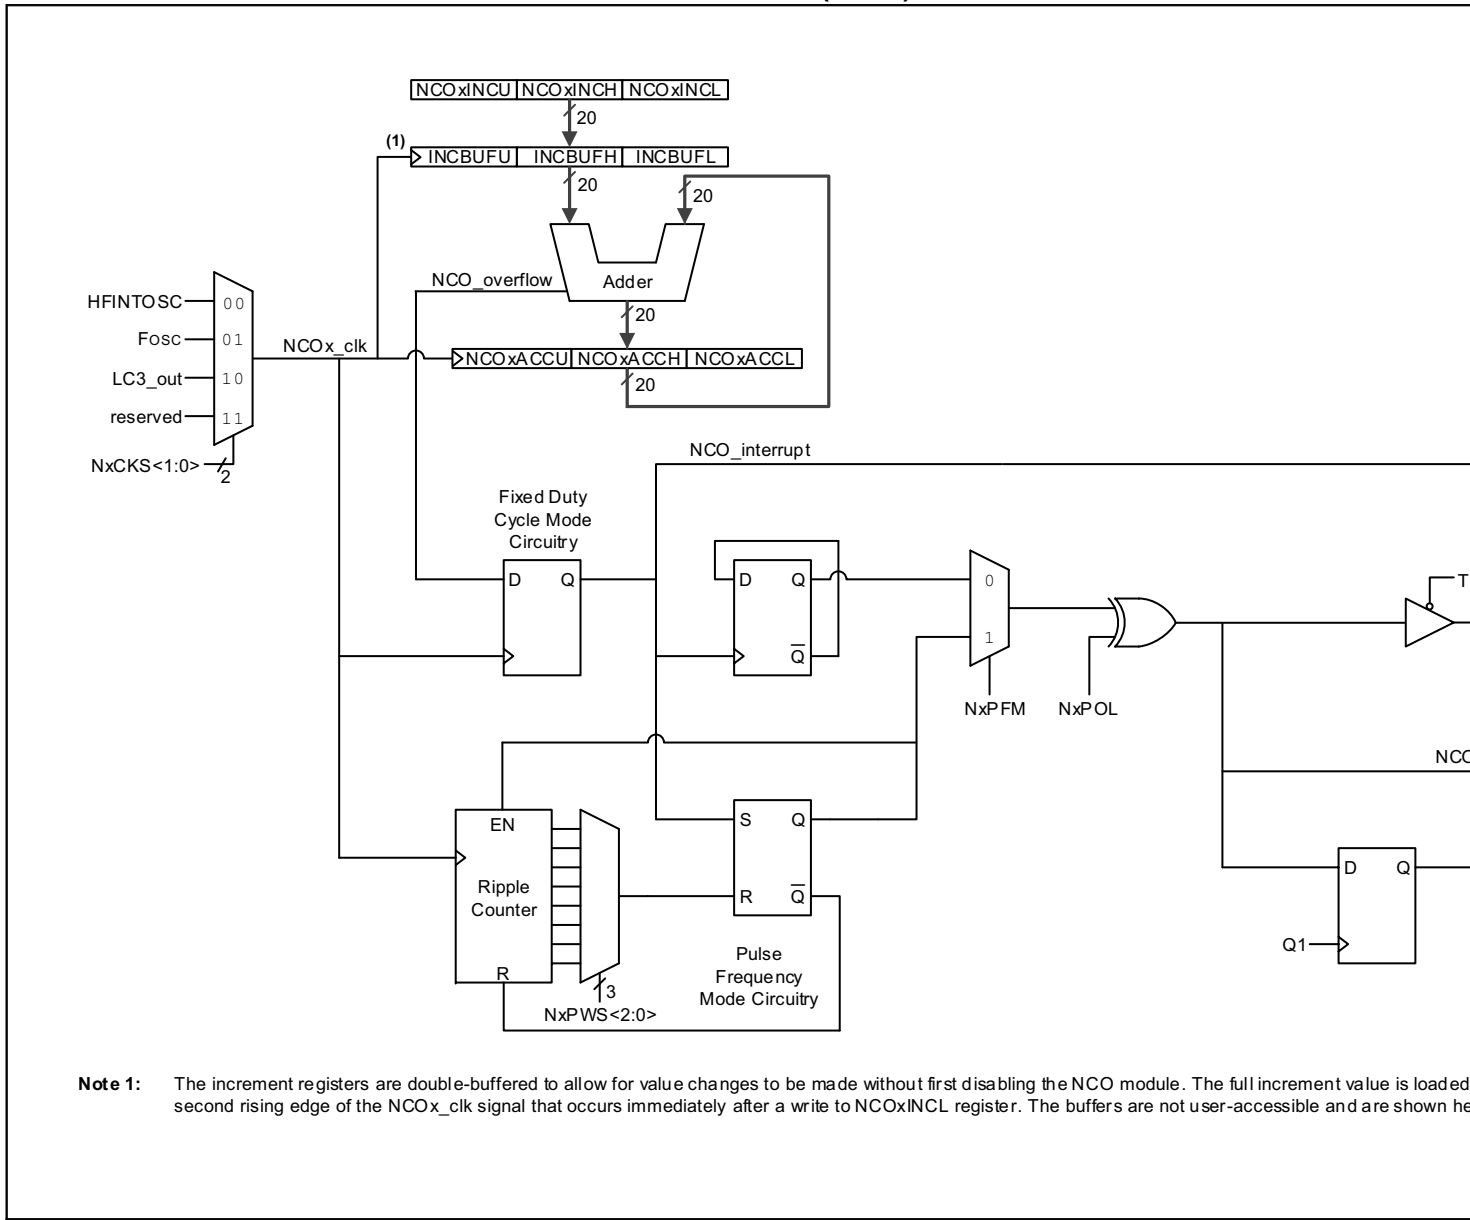 NCOxINCU NCOxINCH NCOxINCL
20
(1)
INCBUFU INCBUFH INCBUFL
20
20
NCO_overflow
Adder
HFINTOSC
00
20
FOSC
01
NCOx_clk
NCOxACCU NCOxACCH NCOxACCL
LC3_out
10
20
reserved
11
NxCKS<1:0>
2
NCO_interrupt
Fixed Duty
Cycle Mode
Circuitry
D Q
D Q
0
T
1
Q
NxPFM
NxPOL
NCO
EN
S Q
Ripple
Counter
R Q
D Q
Q1
R
Pulse
Frequency
Mode Circuitry
3
NxPWS<2:0>
Note 1: The increment registers are double-buffered to allow for value changes to be made without first disabling the NCO module. The full increment value is loaded
second rising edge of the NCOx_clk signal that occurs immediately after a write to NCOxINCL register. The buffers are not user-accessible and are shown he